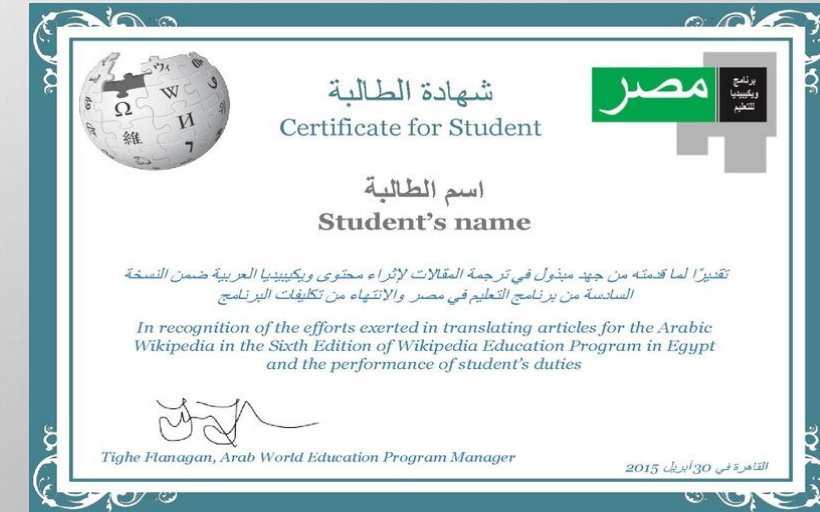 Ω
W
И
維
7
مصر
برنامج
ويكيبيديا
للتعليم
شهادة الطالبة
Certificate for Student
اسم الطالبة
Student's name
تقديرًا لما قدمته من جهد مبذول في ترجمة المقالات لإثراء محتوى ويكيبيديا العربية ضمن النسخة
السادسة من برنامج التعليم في مصر والانتهاء من تكليفات البرنامج
In recognition of the efforts exerted in translating articles for the Arabic
Wikipedia in the Sixth Edition of Wikipedia Education Program in Egypt
and the performance of student's duties
Tighe Flanagan, Arab World Education Program Manager
القاهرة في 30 أبريل 2015